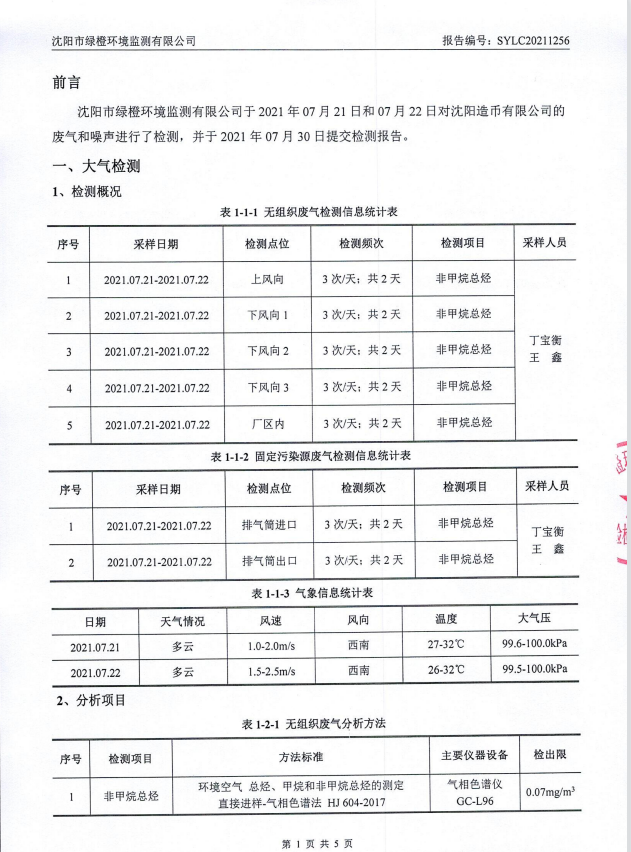 沈阳市绿橙环境监测有限公司 报告编号：SYLC20211256
前言
沈阳市绿橙环境监测有限公司于 2021 年 07 月 21 日和 07 月 22 日对沈阳造币有限公司的
废气和噪声进行了检测，并于 2021 年 07 月 30 日提交检测报告。
一、大气检测
1、检测概况
表 1-1-1 无组织废气检测信息统计表
序号 采样日期 检测点位 检测频次 检测项目 采样人员
1 2021.07.21-2021.07.22 上风向 3 次/天；共 2 天 非甲烷总烃
2 2021.07.21-2021.07.22 下风向 1 3 次/天；共 2 天 非甲烷总烃
3 2021.07.21-2021.07.22 下风向 2 3 次/天；共 2 天 非甲烷总烃
丁宝衡
王 鑫
4 2021.07.21-2021.07.22 下风向 3 3 次/天；共 2 天 非甲烷总烃
5 2021.07.21-2021.07.22 厂区内 3 次/天；共 2 天 非甲烷总烃
表 1-1-2 固定污染源废气检测信息统计表
序号 采样日期 检测点位 检测频次 检测项目 采样人员
1 2021.07.21-2021.07.22 排气筒进口 3 次/天；共 2 天 非甲烷总烃
丁宝衡
王 鑫
2 2021.07.21-2021.07.22 排气筒出口 3 次/天；共 2 天 非甲烷总烃
表 1-1-3 气象信息统计表
日期 天气情况 风速 风向 温度 大气压
2021.07.21 多云 1.0-2.0m/s 西南 27-32℃ 99.6-100.0kPa
2021.07.22 多云 1.5-2.5m/s 西南 26-32℃ 99.5-100.0kPa
2、分析项目
表 1-2-1 无组织废气分析方法
序号 检测项目 方法标准 主要仪器设备 检出限
1 非甲烷总烃 环境空气 总烃、甲烷和非甲烷总烃的测定
直接进样-气相色谱法 HJ 604-2017
气相色谱仪
GC-L96
0.07mg/m³
第 1 页 共 5 页